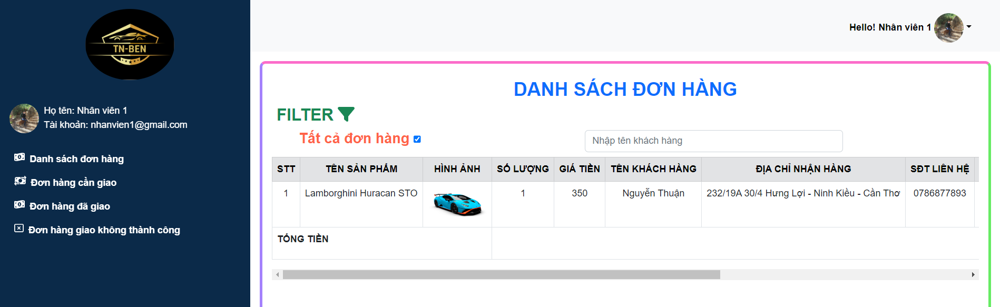 TN-BEN
Họ tên: Nhân viên 1
Tài khoản: nhanvien1@gmail.com
Danh sách đơn hàng
Đơn hàng cần giao
Đơn hàng đã giao
Đơn hàng giao không thành công
Hello! Nhân viên 1
DANH SÁCH ĐƠN HÀNG
FILTER
Tất cả đơn hàng
Nhập tên khách hàng
STT TÊN SẢN PHẨM HÌNH ẢNH SỐ LƯỢNG GIÁ TIỀN TÊN KHÁCH HÀNG ĐỊA CHỈ NHẬN HÀNG SĐT LIÊN HỆ
1 Lamborghini Huracan STO 1 350 Nguyễn Thuận 232/19A 30/4 Hưng Lợi - Ninh Kiều - Cần Thơ 0786877893
TỔNG TIỀN